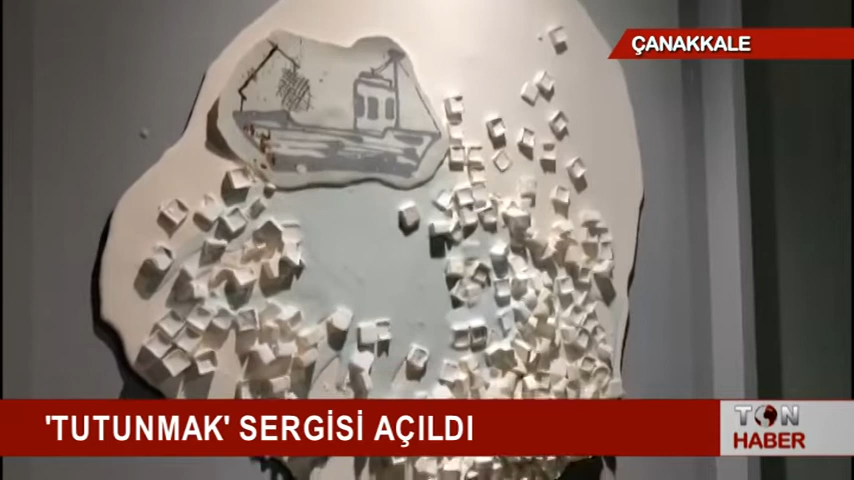 ÇANAKKALE
'TUTUNMAK' SERGİSİ AÇILDI
TON
HABER